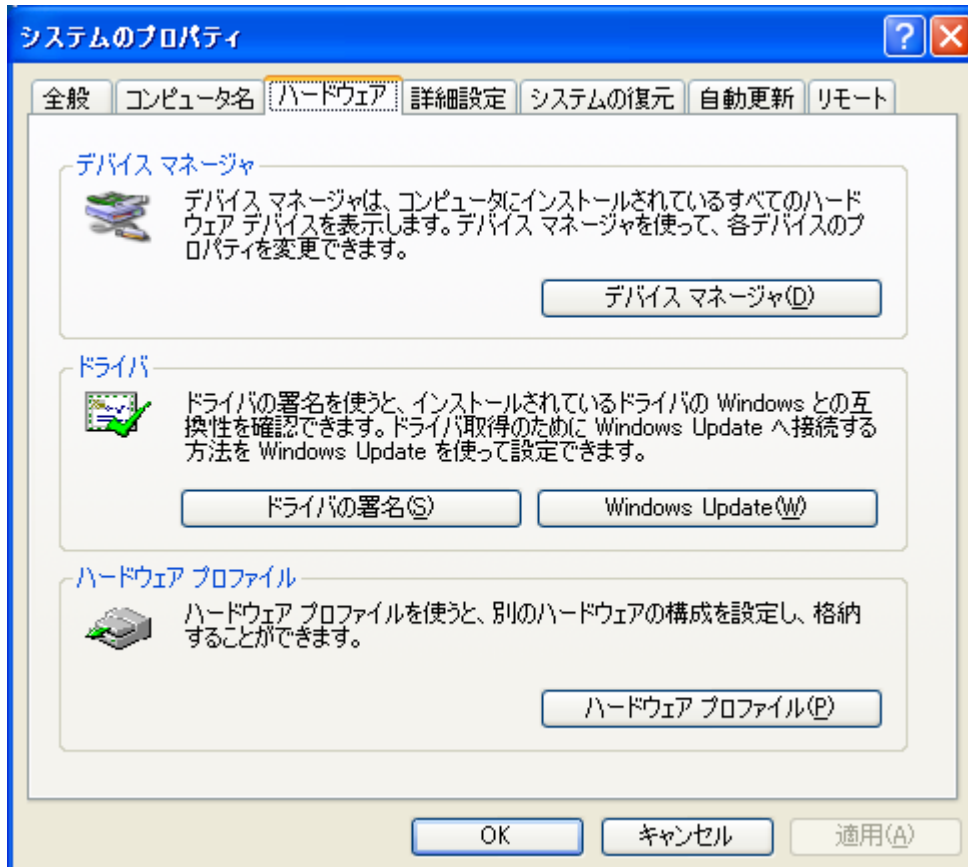 システムのプロパティ
全般 コンピュータ名 ハードウェア 詳細設定 システムの復元 自動更新 リモート
デバイス マネージャ
デバイス マネージャは、コンピュータにインストールされているすべてのハード
ウェア デバイスを表示します。デバイス マネージャを使って、各デバイスのプ
ロパティを変更できます。
デバイス マネージャ(D)
ドライバ
ドライバの署名を使うと、インストールされているドライバの Windows との互
換性を確認できます。ドライバ取得のために Windows Update へ接続する
方法を Windows Update を使って設定できます。
ドライバの署名(S) Windows Update(W)
ハードウェア プロファイル
ハードウェア プロファイルを使うと、別のハードウェアの構成を設定し、格納
することができます。
ハードウェア プロファイル(P)
OK キャンセル 適用(A)